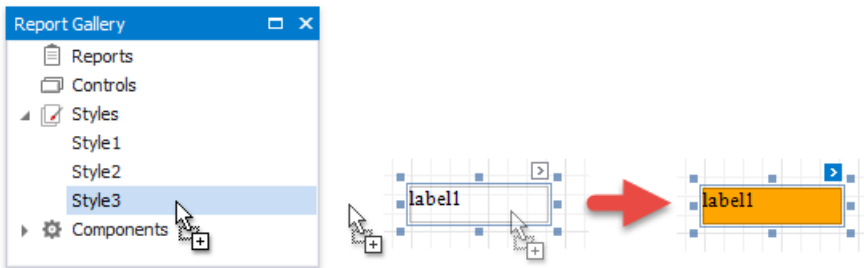 Report Gallery
Reports
Controls
Styles
Style1
Style2
Style3
Components
label1
label1